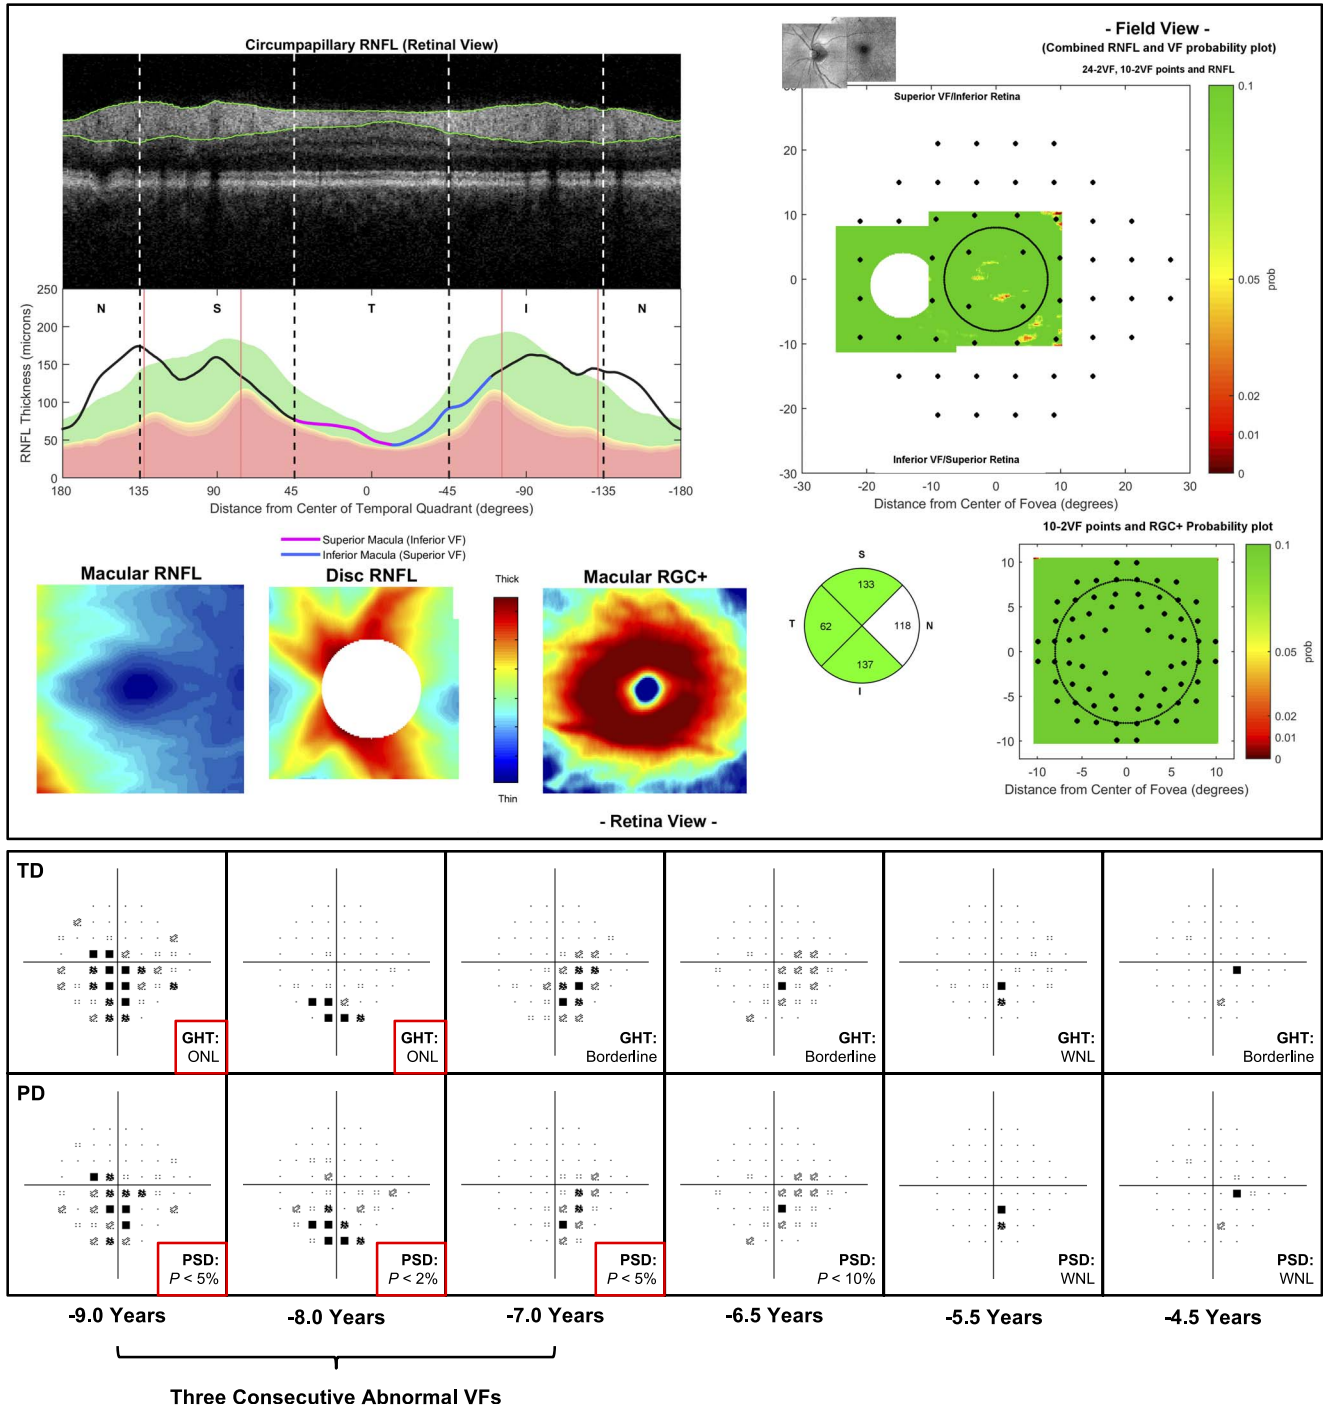 Circumpapillary RNFL (Retinal View)
250
200
150
100
50
0
RNFL Thickness (microns)
N
S
T
I
N
180
135
90
45
0
-45
-90
-135
-180
Distance from Center of Temporal Quadrant (degrees)
Superior Macula (Inferior VF)
Inferior Macula (Superior VF)
- Field View -
(Combined RNFL and VF probability plot)
24-2VF, 10-2VF points and RNFL
Superior VF/Inferior Retina
30
20
10
0
-10
-20
-30
Inferior VF/Superior Retina
-30
-20
-10
0
10
20
30
Distance from Center of Fovea (degrees)
0.1
0.05
0.02
0.01
0
prob
Macular RNFL
Disc RNFL
Thick
Thin
Macular RGC+
S
133
T
62
118
N
137
I
10-2VF points and RGC+ Probability plot
10
5
0
-5
-10
-10
-5
0
5
10
Distance from Center of Fovea (degrees)
0.1
0.05
0.02
0.01
0
prob
- Retina View -
TD
GHT:
ONL
GHT:
ONL
GHT:
Borderline
GHT:
Borderline
GHT:
WNL
GHT:
Borderline
PD
PSD:
P < 5%
PSD:
P < 2%
PSD:
P < 5%
PSD:
P < 10%
PSD:
WNL
PSD:
WNL
-9.0 Years
-8.0 Years
-7.0 Years
-6.5 Years
-5.5 Years
-4.5 Years
Three Consecutive Abnormal VFs